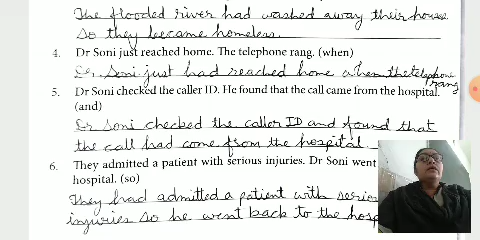 The flooded river had washed away their house
so they became homeless.
4. Dr Soni just reached home. The telephone rang. (when)
Dr. Soni just had reached home when the telephone
rang
5. Dr Soni checked the caller ID. He found that the call came from the hospital.
(and)
Dr Soni checked the caller ID and found that
the call had come from the hospital.
6. They admitted a patient with serious injuries. Dr Soni went
hospital. (so)
They had admitted a patient with
injuries so he went back to the